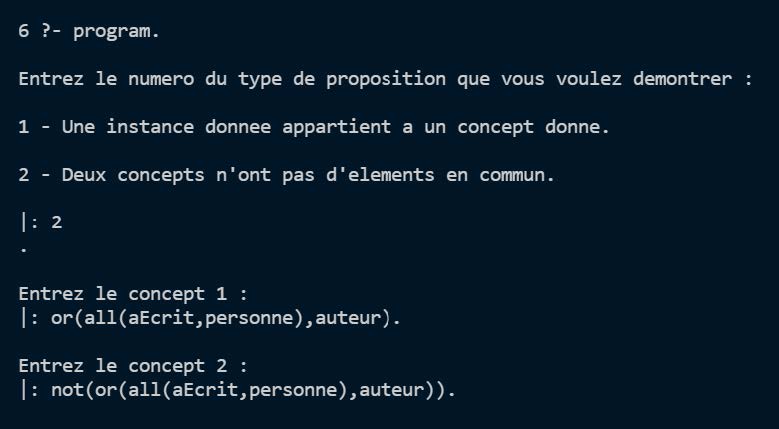 6 ?- program.
Entrez le numero du type de proposition que vous voulez demontrer :
1 - Une instance donnee appartient a un concept donne.
2 - Deux concepts n'ont pas d'elements en commun.
|: 2
.
Entrez le concept 1 :
|: or(all(aEcrit,personne),auteur).
Entrez le concept 2 :
|: not(or(all(aEcrit,personne),auteur)).